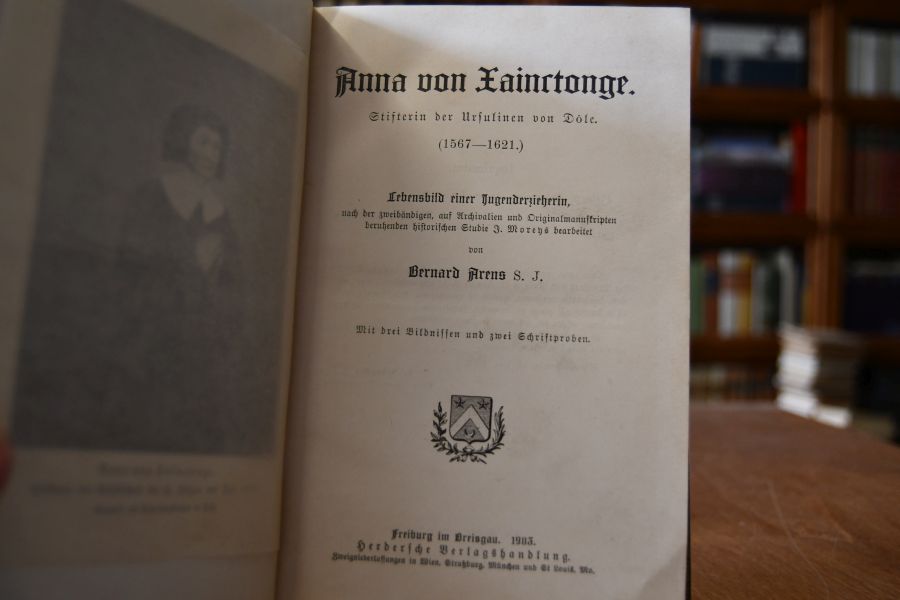 Anna von Xainctonge.
Stifterin der Ursulinen von Dôle.
(1567—1621.)
Lebensbild einer Jugenderzieherin,
nach der zweibändigen, auf Archivalien und Originalmanuskripten
beruhenden historischen Studie J. Moreys bearbeitet
von
Bernard Arens S. J.
Mit drei Bildnissen und zwei Schriftproben.
Freiburg im Breisgau. 1903.
Herdersche Verlagshandlung.
Zweigniederlassungen in Wien, Straßburg, München und St Louis, Mo.